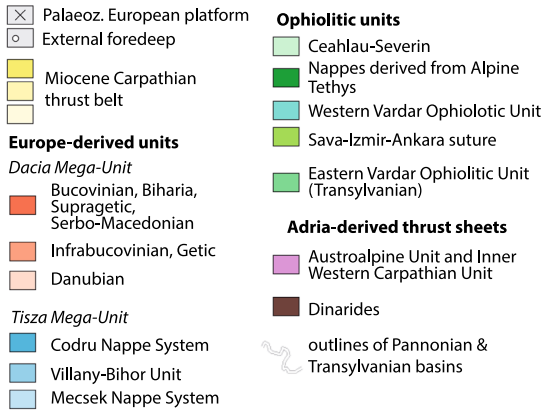 Palaeoz. European platform
External foredeep
Miocene Carpathian
thrust belt
Europe-derived units
Dacia Mega-Unit
Bucovinian, Biharia,
Supragetic,
Serbo-Macedonian
Infrabucovinian, Getic
Danubian
Tisza Mega-Unit
Codru Nappe System
Villany-Bihor Unit
Mecsek Nappe System
Ophiolitic units
Ceahlau-Severin
Nappes derived from Alpine
Tethys
Western Vardar Ophiolotic Unit
Sava-Izmir-Ankara suture
Eastern Vardar Ophiolitic Unit
(Transylvanian)
Adria-derived thrust sheets
Austroalpine Unit and Inner
Western Carpathian Unit
Dinarides
outlines of Pannonian &
Transylvanian basins